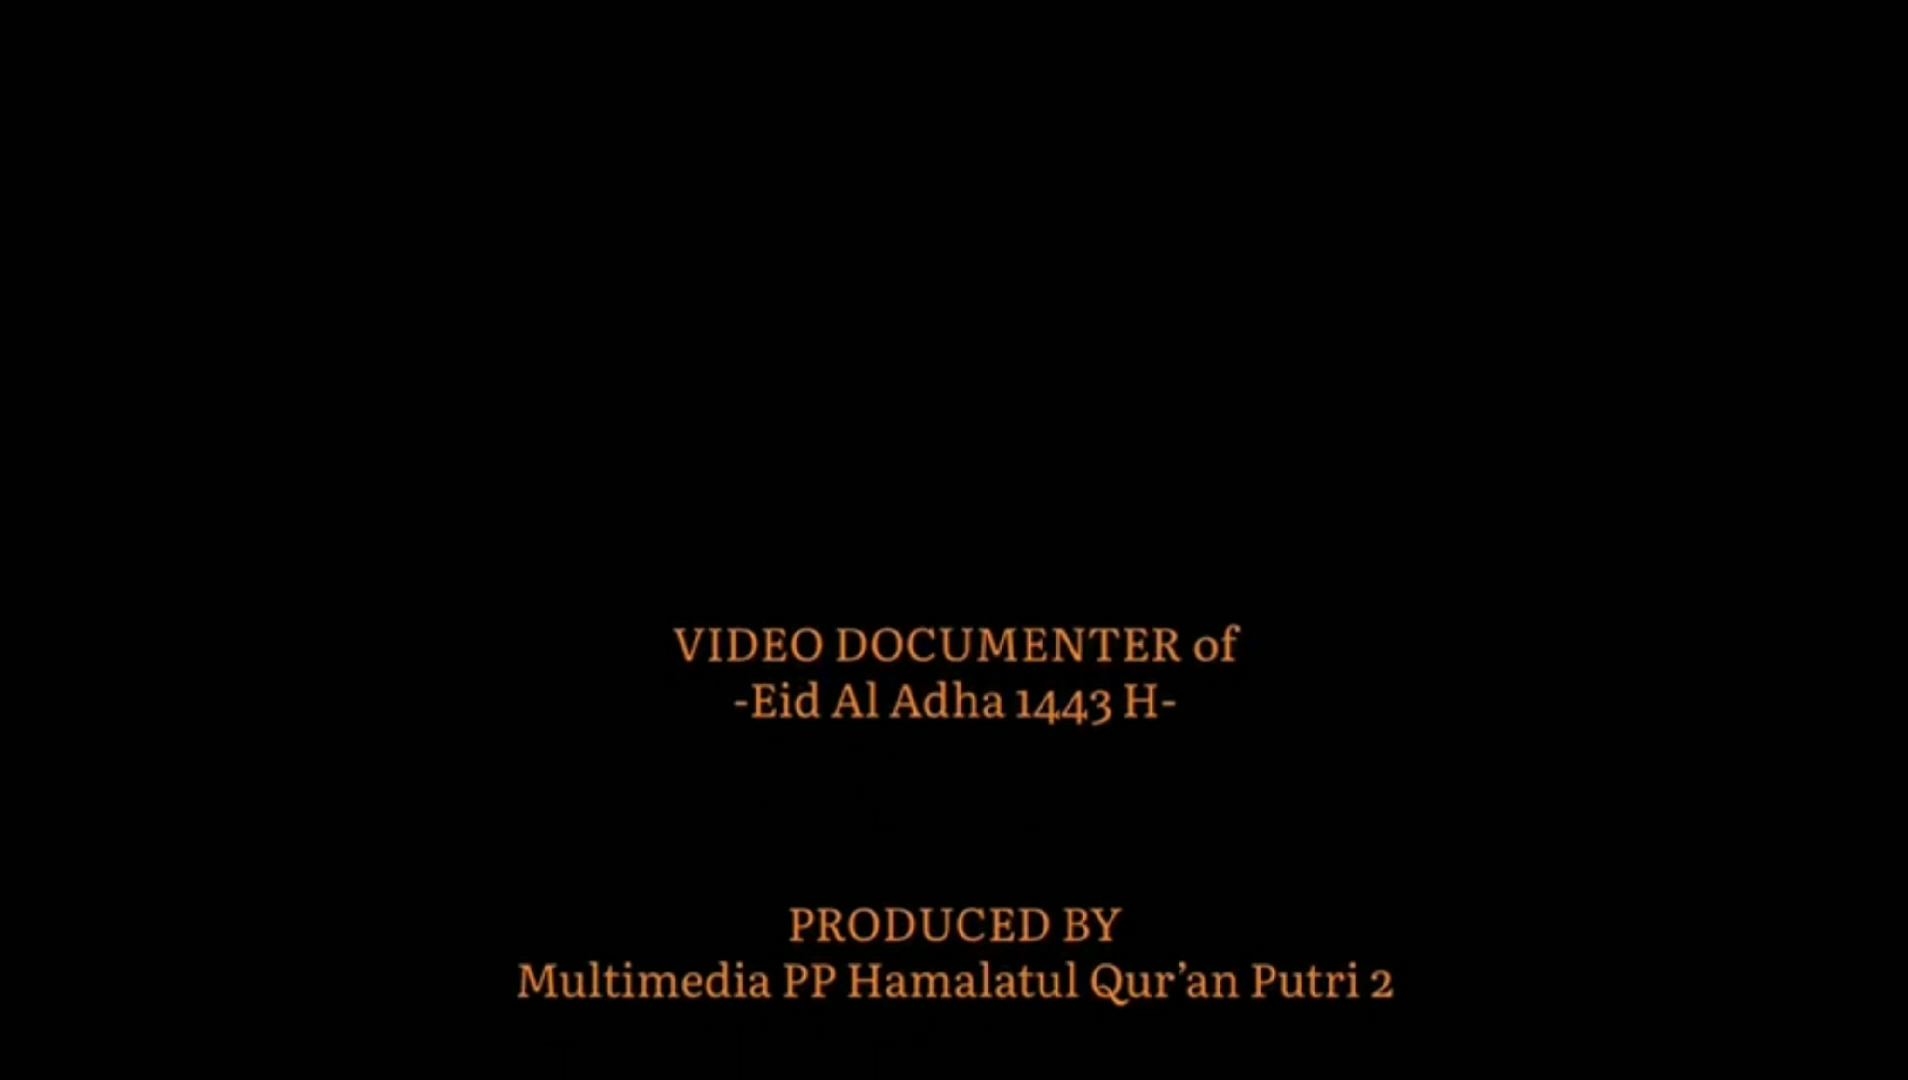 VIDEO DOCUMENTER of
-Eid Al Adha 1443 H-
PRODUCED BY
Multimedia PP Hamalatul Qur’an Putri 2